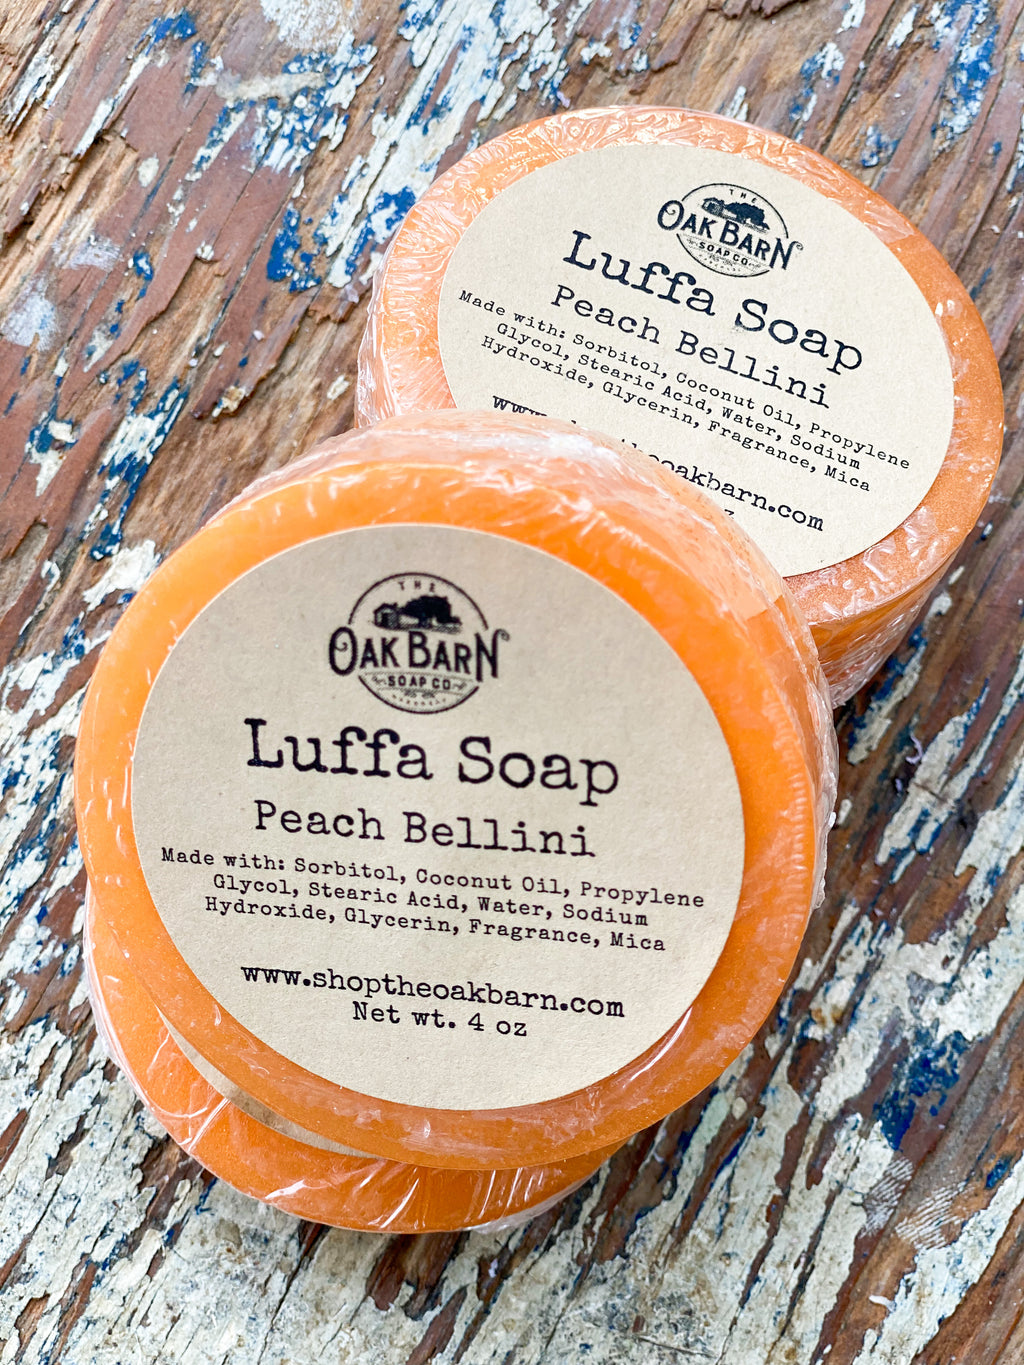 THE
OAK BARN
SOAP CO
Luffa Soap
Peach Bellini
Made with: Sorbitol, Coconut Oil, Propylene
Glycol, Stearic Acid, Water, Sodium
Hydroxide, Glycerin, Fragrance, Mica
oakbarn.com
THE
OAK BARN
SOAP CO
Luffa Soap
Peach Bellini
Made with: Sorbitol, Coconut Oil, Propylene
Glycol, Stearic Acid, Water, Sodium
Hydroxide, Glycerin, Fragrance, Mica
www.shoptheoakbarn.com
Net wt. 4 oz